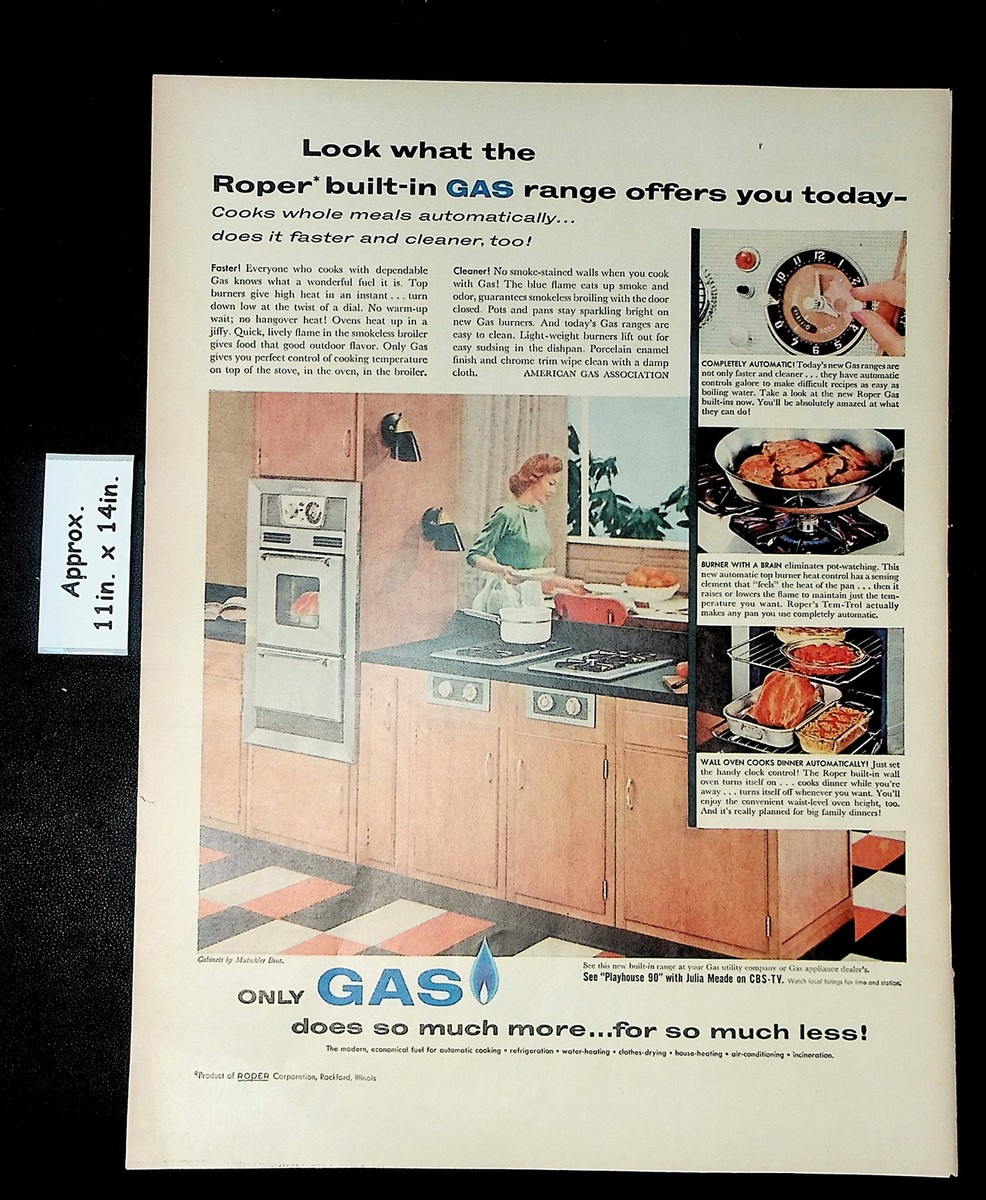 Look what the
Roper* built-in GAS range offers you today–
Cooks whole meals automatically...
does it faster and cleaner, too!
Faster! Everyone who cooks with dependable
Gas knows what a wonderful fuel it is. Top
burners give high heat in an instant . . . turn
down low at the twist of a dial. No warm-up
wait; no hangover heat! Ovens heat up in a
jiffy. Quick, lively flame in the smokeless broiler
gives food that good outdoor flavor. Only Gas
gives you perfect control of cooking temperature
on top of the stove, in the oven, in the broiler.
Cleaner! No smoke-stained walls when you cook
with Gas! The blue flame eats up smoke and
odor, guarantees smokeless broiling with the door
closed. Pots and pans stay sparkling bright on
new Gas burners. And today's Gas ranges are
easy to clean. Light-weight burners lift out for
easy sudsing in the dishpan. Porcelain enamel
finish and chrome trim wipe clean with a damp
cloth. AMERICAN GAS ASSOCIATION
COMPLETELY AUTOMATIC! Today's new Gas ranges are
not only faster and cleaner . . . they have automatic
controls galore to make difficult recipes as easy as
boiling water. Take a look at the new Roper Gas
built-ins now. You'll be absolutely amazed at what
they can do!
BURNER WITH A BRAIN eliminates pot-watching. This
new automatic top burner heat control has a sensing
element that "feels" the heat of the pan . . . then it
raises or lowers the flame to maintain just the tem-
perature you want. Roper's Tem-Trol actually
makes any pan you use completely automatic.
WALL OVEN COOKS DINNER AUTOMATICALLY! Just set
the handy clock control! The Roper built-in wall
oven turns itself on . . . cooks dinner while you're
away . . . turns itself off whenever you want. You'll
enjoy the convenient waist-level oven height, too.
And it's really planned for big family dinners!
Approx.
11in. x 14in.
Cabinets by Mutschler Bros.
See this new built-in range at your Gas utility company or Gas appliance dealer's.
See "Playhouse 90" with Julia Meade on CBS-TV. Watch local listings for time and station.
ONLY GAS
does so much more...for so much less!
The modern, economical fuel for automatic cooking • refrigeration • water-heating • clothes-drying • house-heating • air-conditioning • incineration.
*Product of ROPER Corporation, Rockford, Illinois